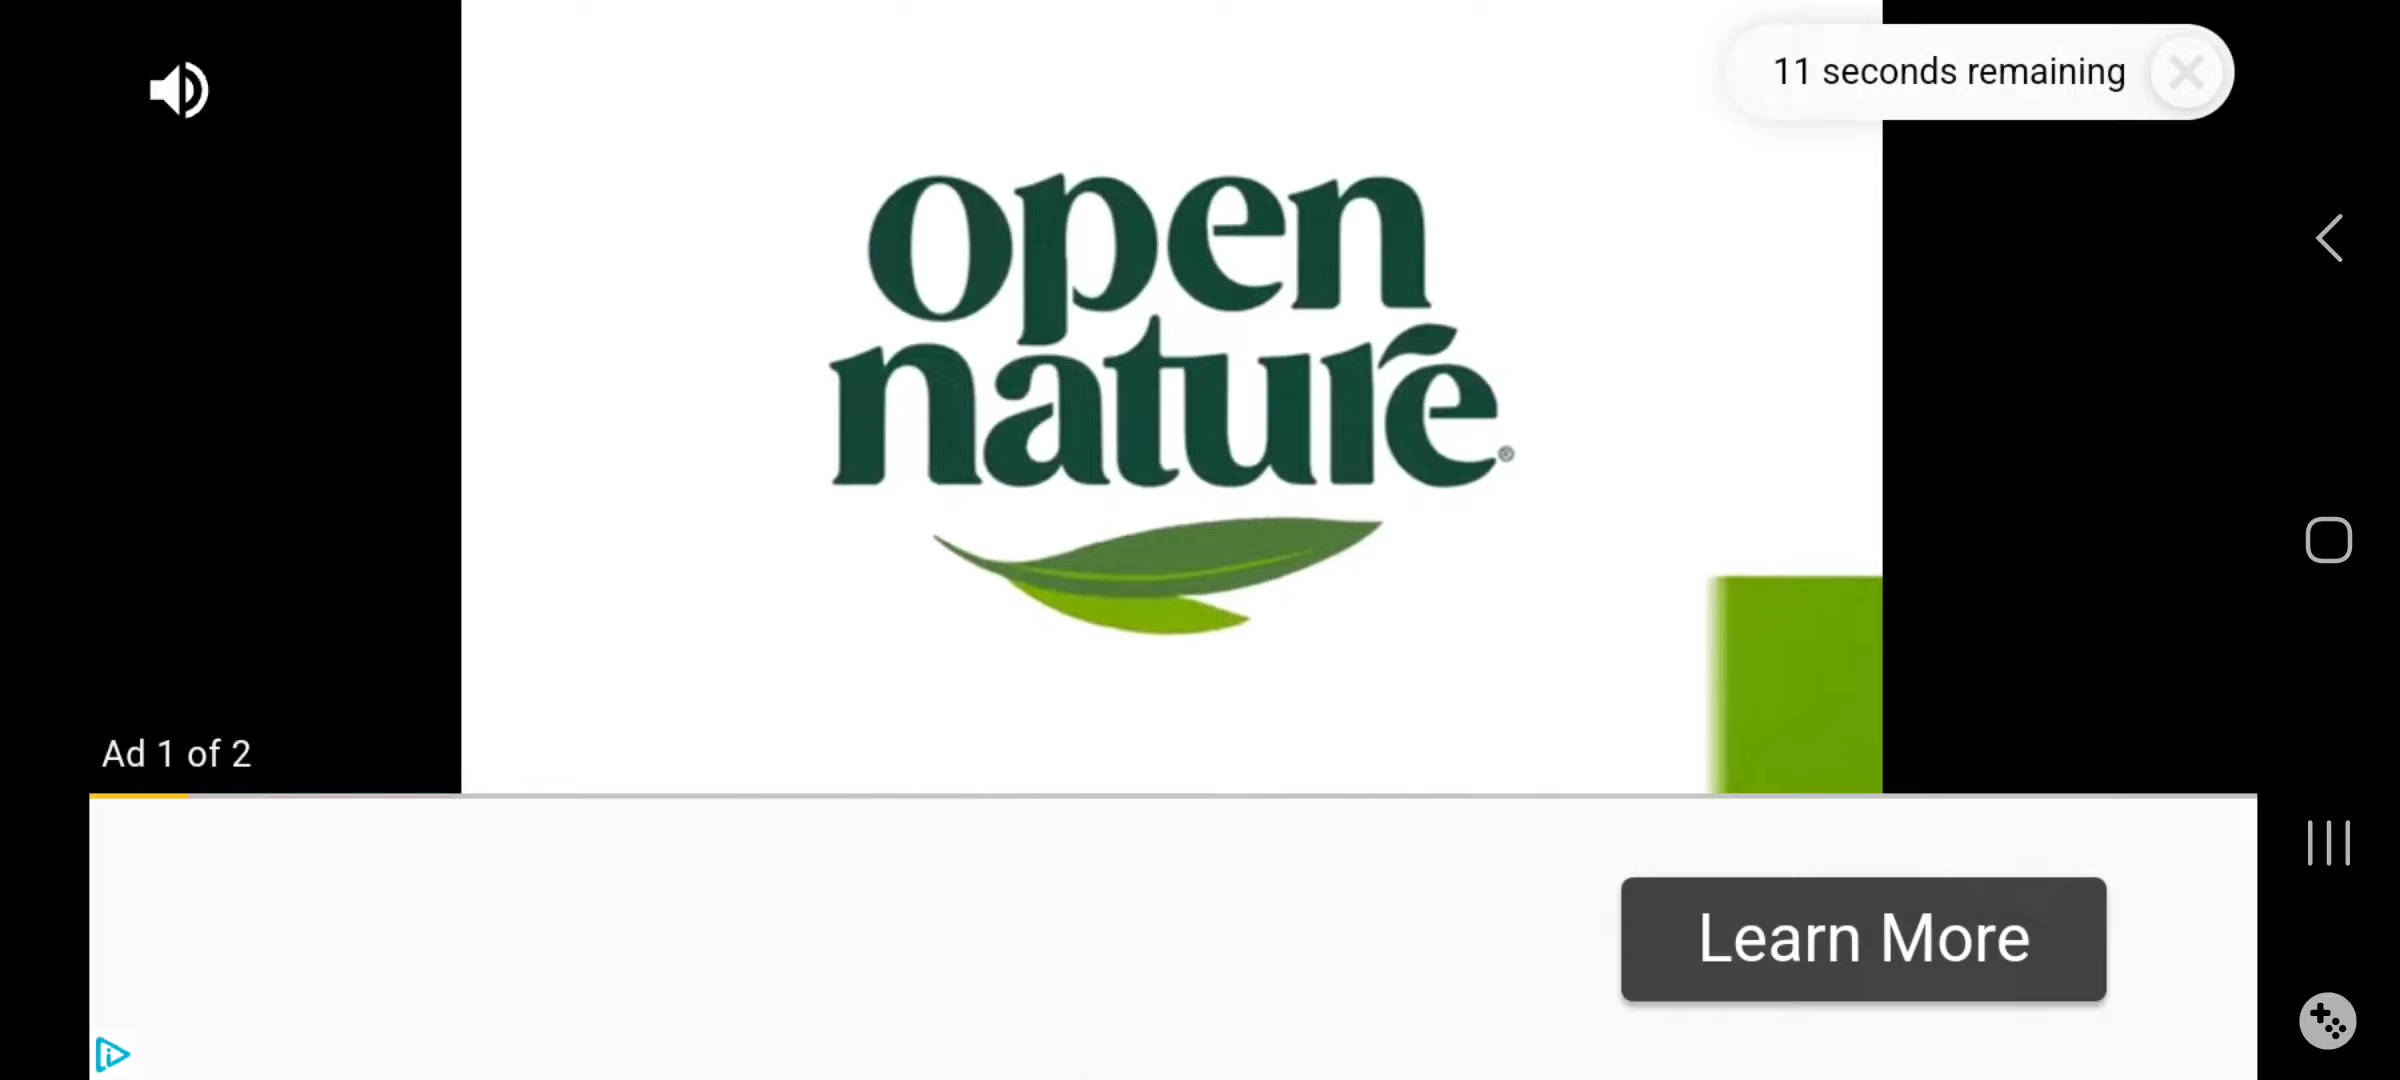 11 seconds remaining
open
nature®
Ad 1 of 2
Learn More